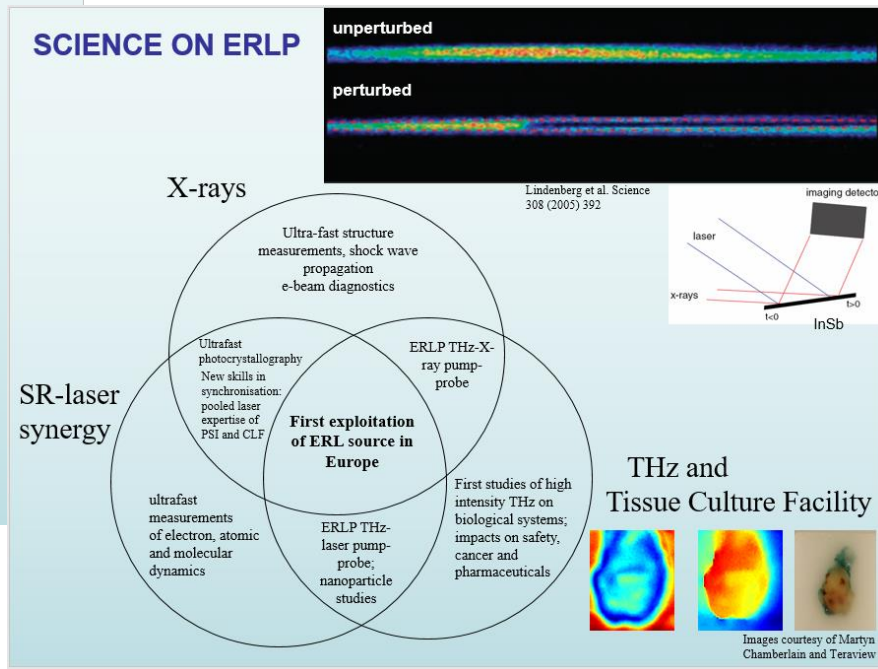 SCIENCE ON ERLP
unperturbed
perturbed
Lindenberg et al. Science
308 (2005) 392
imaging detecto
laser
x-rays
t<0
t>0
InSb
X-rays
Ultra-fast structure
measurements, shock wave
propagation
e-beam diagnostics
Ultrafast
photocrystallography
New skills in
synchronisation:
pooled laser
expertise of
PSI and CLF
ERLP THz-X-
ray pump-
probe
SR-laser
synergy
First exploitation
of ERL source in
Europe
ultrafast
measurements
of electron, atomic
and molecular
dynamics
ERLP THz-
laser pump-
probe;
nanoparticle
studies
First studies of high
intensity THz on
biological systems;
impacts on safety,
cancer and
pharmaceuticals
THz and
Tissue Culture Facility
Images courtesy of Martyn
Chamberlain and Teraview